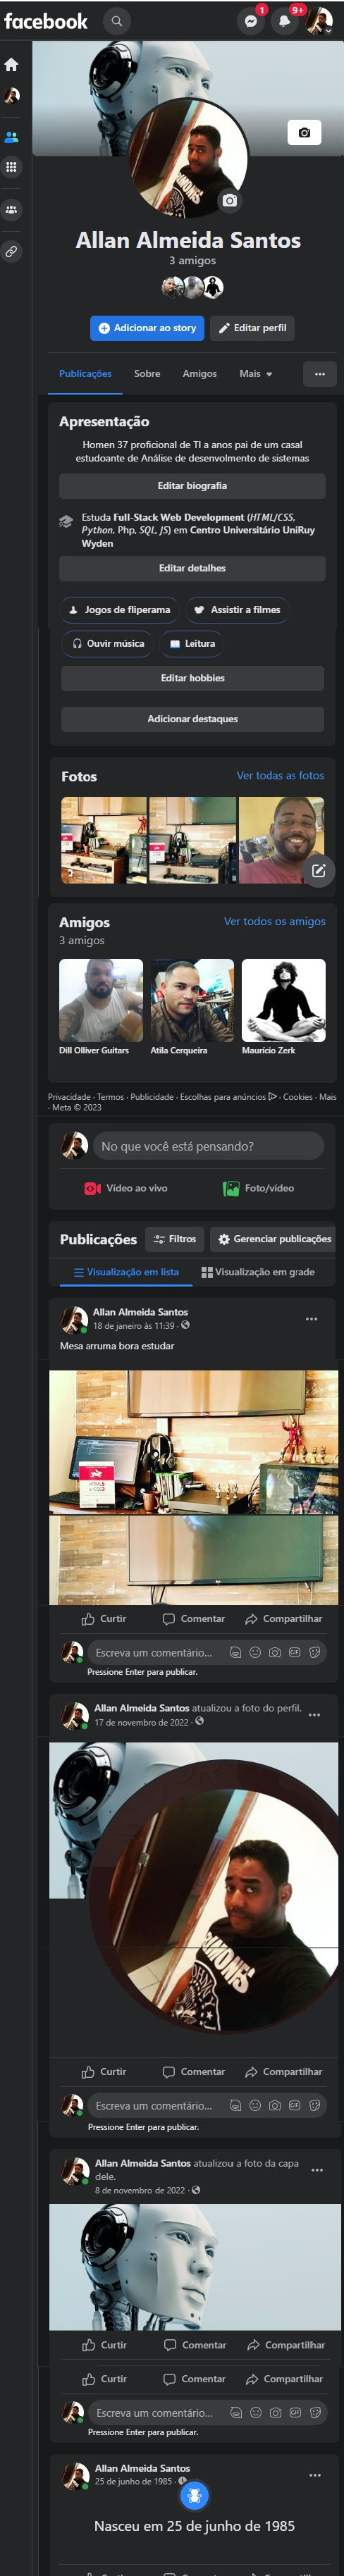 facebook
1
9+
Allan Almeida Santos
3 amigos
Adicionar ao story
Editar perfil
Publicações Sobre Amigos Mais
Apresentação
Homen 37 proficional de TI a anos pai de um casal
estudoante de Análise de desenvolmento de sistemas
Editar biografia
Estuda Full-Stack Web Development (HTML/CSS,
Python, Php, SQL, JS) em Centro Universitário UniRuy
Wyden
Editar detalhes
Jogos de fliperama Assistir a filmes
Ouvir música Leitura
Editar hobbies
Adicionar destaques
Fotos Ver todas as fotos
Amigos Ver todos os amigos
3 amigos
Dill Olliver Guitars Atila Cerqueira Maurício Zerk
Privacidade · Termos · Publicidade · Escolhas para anúncios · Cookies · Mais
· Meta © 2023
No que você está pensando?
Vídeo ao vivo Foto/vídeo
Publicações Filtros Gerenciar publicações
Visualização em lista Visualização em grade
Allan Almeida Santos
18 de janeiro às 11:39 ·
Mesa arruma bora estudar
HTML5
e CSS3
Curtir Comentar Compartilhar
Escreva um comentário...
Pressione Enter para publicar.
Allan Almeida Santos atualizou a foto do perfil.
17 de novembro de 2022 ·
Curtir Comentar Compartilhar
Escreva um comentário...
Pressione Enter para publicar.
Allan Almeida Santos atualizou a foto da capa
dele.
8 de novembro de 2022 ·
Curtir Comentar Compartilhar
Curtir Comentar Compartilhar
Escreva um comentário...
Pressione Enter para publicar.
Allan Almeida Santos
25 de junho de 1985 ·
Nasceu em 25 de junho de 1985